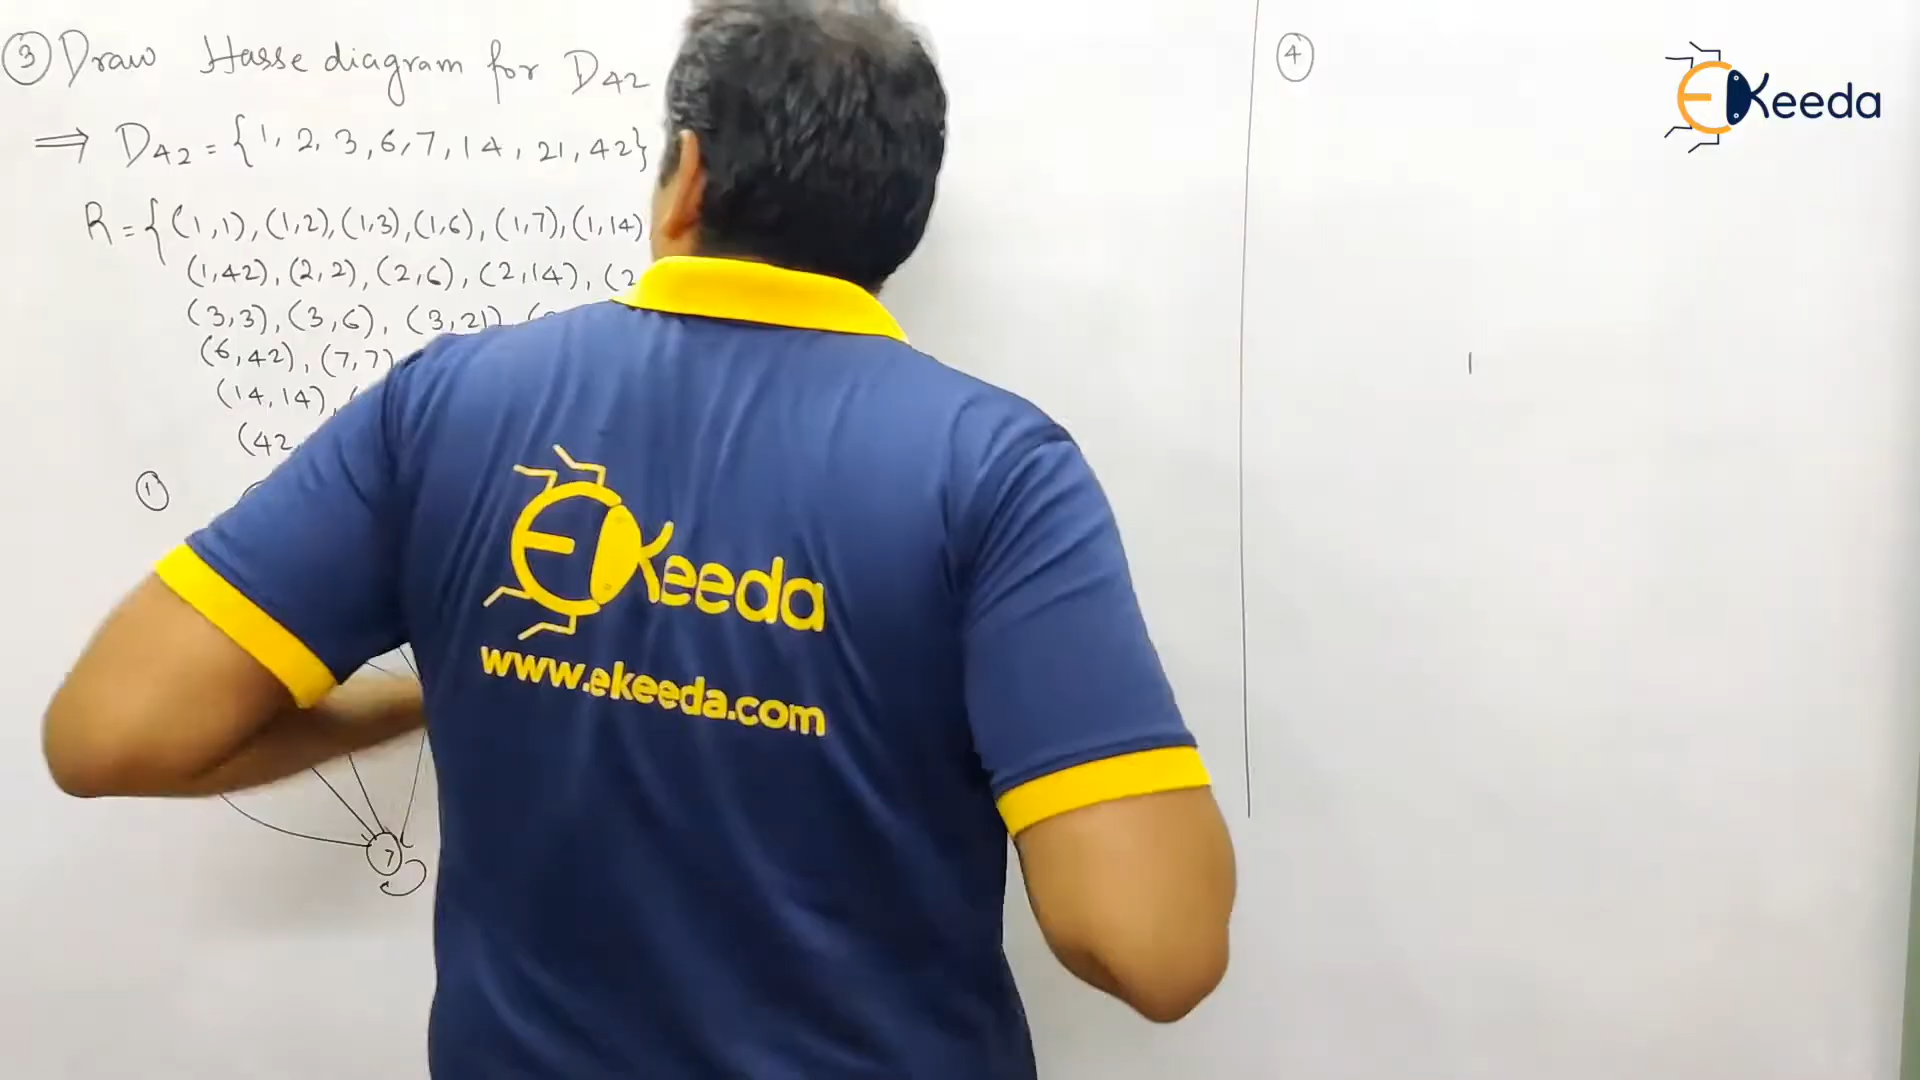 ③ Draw Hasse diagram for D42
⇒ D42 = {1, 2, 3, 6, 7, 14, 21, 42}
R = {(1,1), (1,2), (1,3), (1,6), (1,7), (1,14)
(1,42), (2,2), (2,6), (2,14), (2
(3,3), (3,6), (3,21)
(6,42), (7,7)
(14,14),
(42,
①
7
EKeeda
www.ekeeda.com
④
EKeeda
1